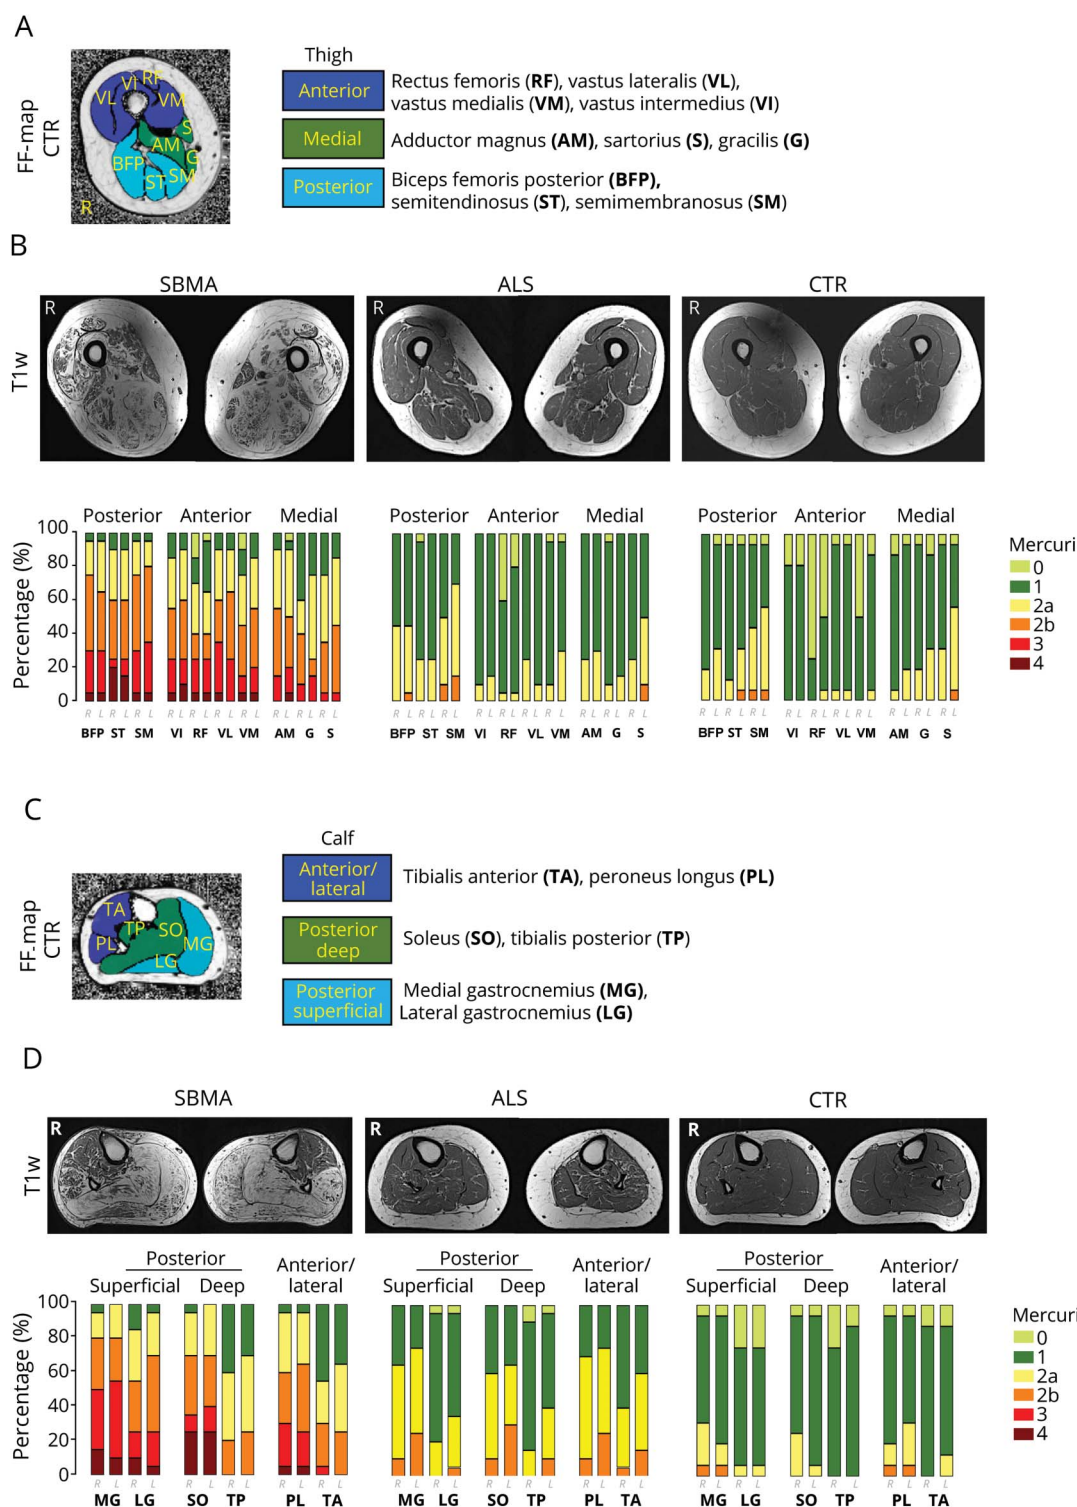 A
Thigh
FF-map
CTR
VI RF
VL VM
S
AM
G
BFP
ST SM
R
Anterior
Rectus femoris (RF), vastus lateralis (VL),
vastus medialis (VM), vastus intermedius (VI)
Medial
Adductor magnus (AM), sartorius (S), gracilis (G)
Posterior
Biceps femoris posterior (BFP),
semitendinosus (ST), semimembranosus (SM)
B
SBMA ALS CTR
T1w
R R R
Posterior Anterior Medial Posterior Anterior Medial Posterior Anterior Medial
Percentage (%)
100
80
60
40
20
0
Mercuri
0
1
2a
2b
3
4
R L R L R L R L R L R L R L R L R L R L R L R L R L R L R L R L R L R L R L R L R L R L R L R L R L R L R L R L R L R L
BFP ST SM VI RF VL VM AM G S BFP ST SM VI RF VL VM AM G S BFP ST SM VI RF VL VM AM G S
C
Calf
FF-map
CTR
TA
TP SO
PL MG
LG
Anterior/
lateral
Tibialis anterior (TA), peroneus longus (PL)
Posterior
deep
Soleus (SO), tibialis posterior (TP)
Posterior
superficial
Medial gastrocnemius (MG),
Lateral gastrocnemius (LG)
D
SBMA ALS CTR
T1w
R R R
Posterior Anterior/
lateral Posterior Anterior/
lateral Posterior Anterior/
lateral
Superficial Deep Superficial Deep Superficial Deep
Percentage (%)
100
80
60
40
20
0
Mercuri
0
1
2a
2b
3
4
R L R L R L R L R L R L R L R L R L R L R L R L R L R L R L R L R L R L
MG LG SO TP PL TA MG LG SO TP PL TA MG LG SO TP PL TA